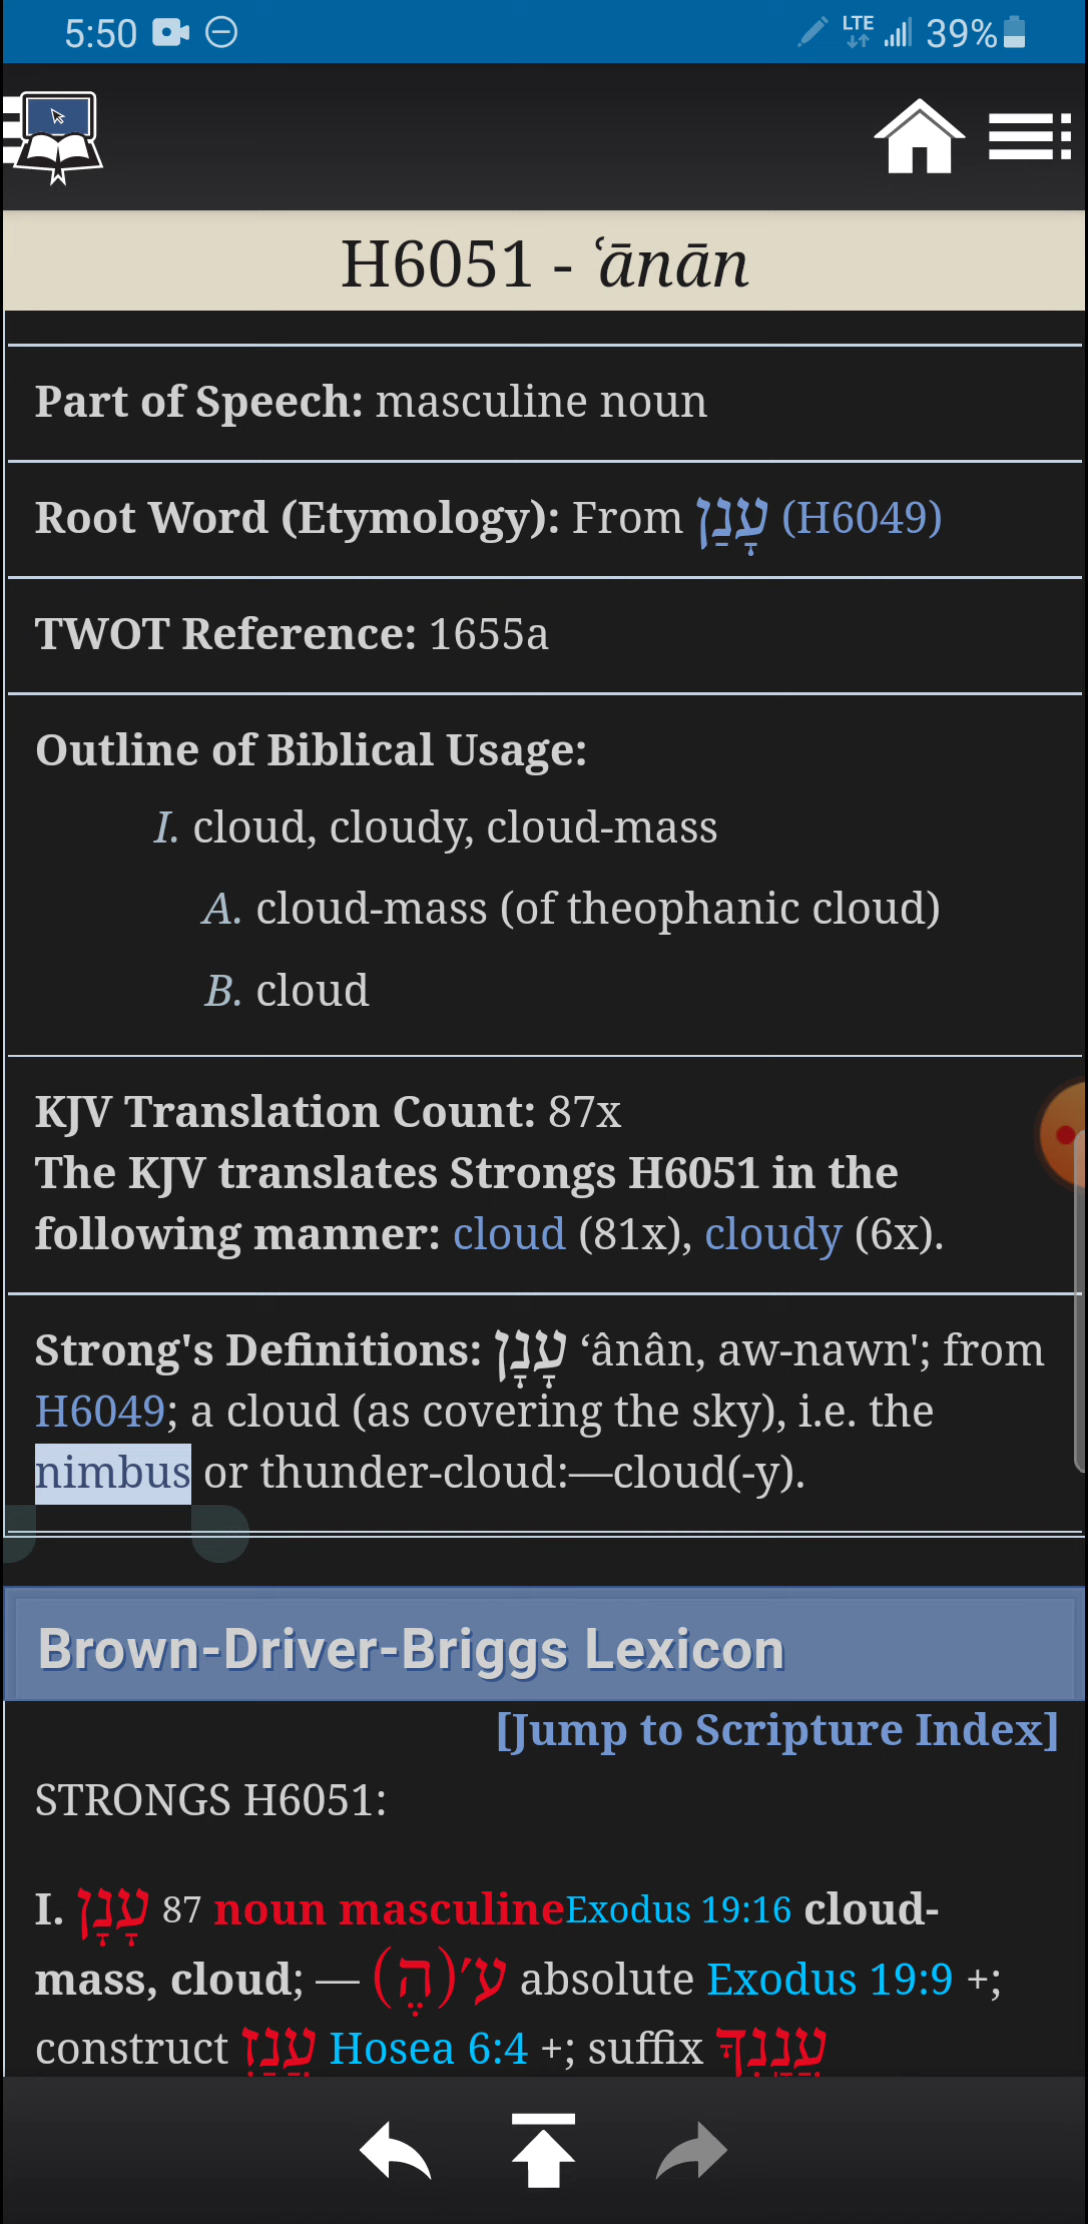 5:50 LTE 39%
H6051 - ʿānān
Part of Speech: masculine noun
Root Word (Etymology): From עָנַן (H6049)
TWOT Reference: 1655a
Outline of Biblical Usage:
I. cloud, cloudy, cloud-mass
A. cloud-mass (of theophanic cloud)
B. cloud
KJV Translation Count: 87x
The KJV translates Strongs H6051 in the
following manner: cloud (81x), cloudy (6x).
Strong's Definitions: עָנָן ‘ânân, aw-nawn'; from
H6049; a cloud (as covering the sky), i.e. the
nimbus or thunder-cloud:—cloud(-y).
Brown-Driver-Briggs Lexicon
[Jump to Scripture Index]
STRONGS H6051:
I. עָנָן 87 noun masculineExodus 19:16 cloud-
mass, cloud; — ע׳(הֶ) absolute Exodus 19:9 +;
construct עֲנַן Hosea 6:4 +; suffix עֲנָנְךָ